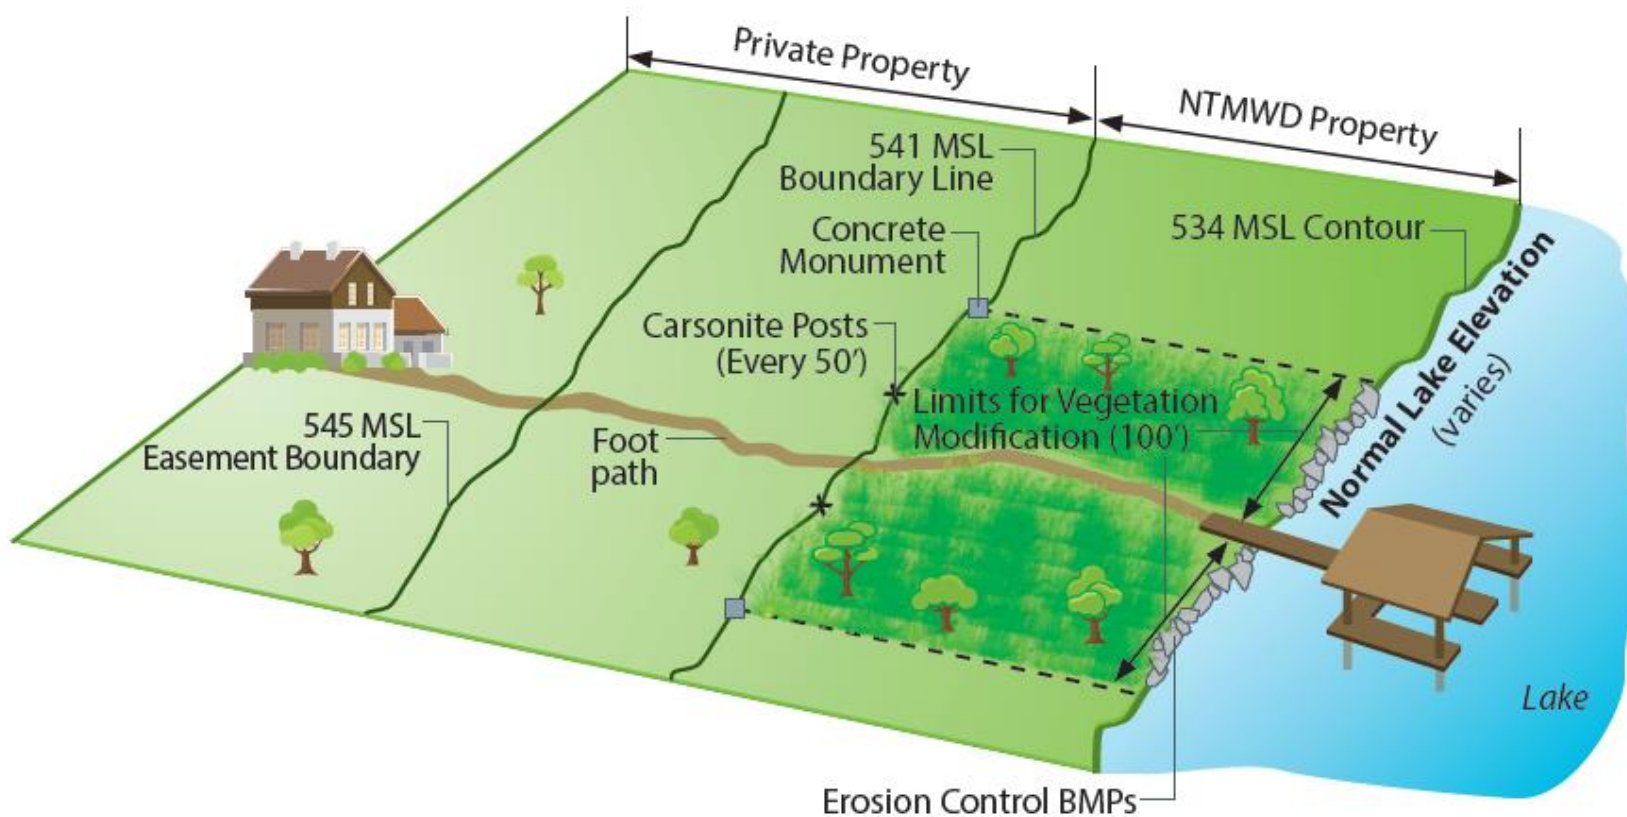 Private Property
NTMWD Property
541 MSL
Boundary Line
534 MSL Contour
Concrete
Monument
Normal Lake Elevation
(varies)
Carsonite Posts
(Every 50’)
Limits for Vegetation
Modification (100’)
545 MSL
Easement Boundary
Foot
path
Lake
Erosion Control BMPs